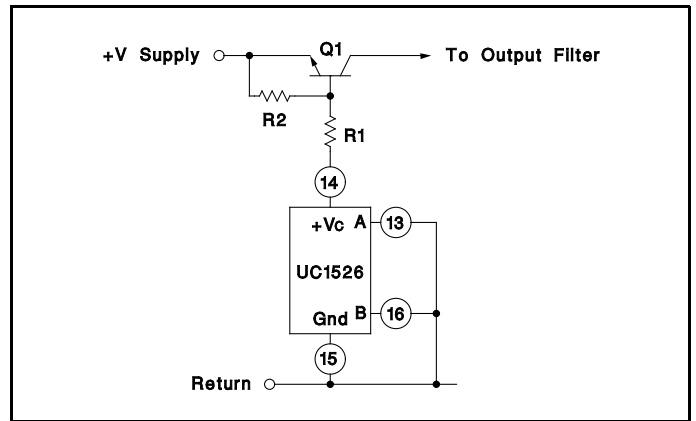 +V Supply Q1 To Output Filter
R2
R1
14
+Vc A 13
UC1526
Gnd B 16
15
Return